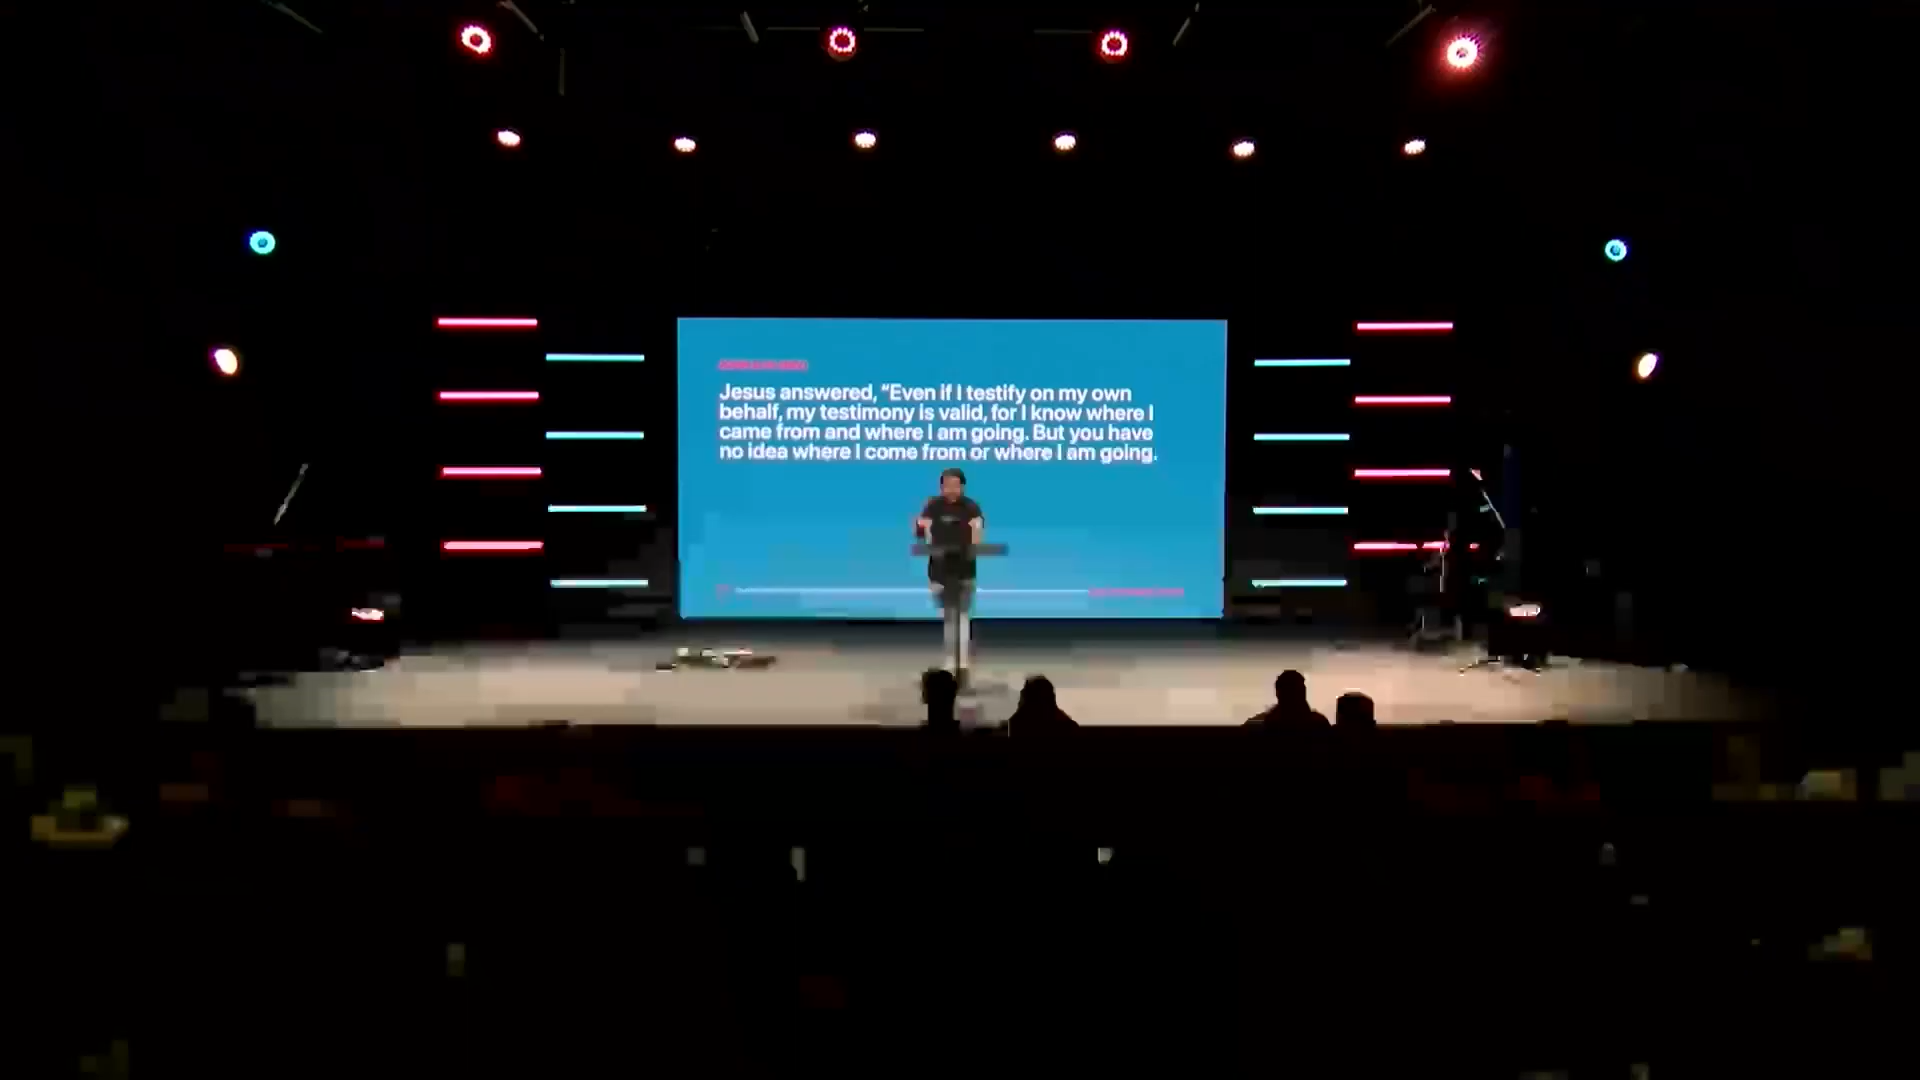 Jesus answered, “Even if I testify on my own
behalf, my testimony is valid, for I know where I
came from and where I am going. But you have
no idea where I come from or where I am going.